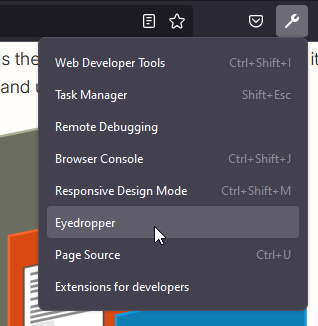 s the
it
and u
Web Developer Tools Ctrl+Shift+I
Task Manager Shift+Esc
Remote Debugging
Browser Console Ctrl+Shift+J
Responsive Design Mode Ctrl+Shift+M
Eyedropper
Page Source Ctrl+U
Extensions for developers